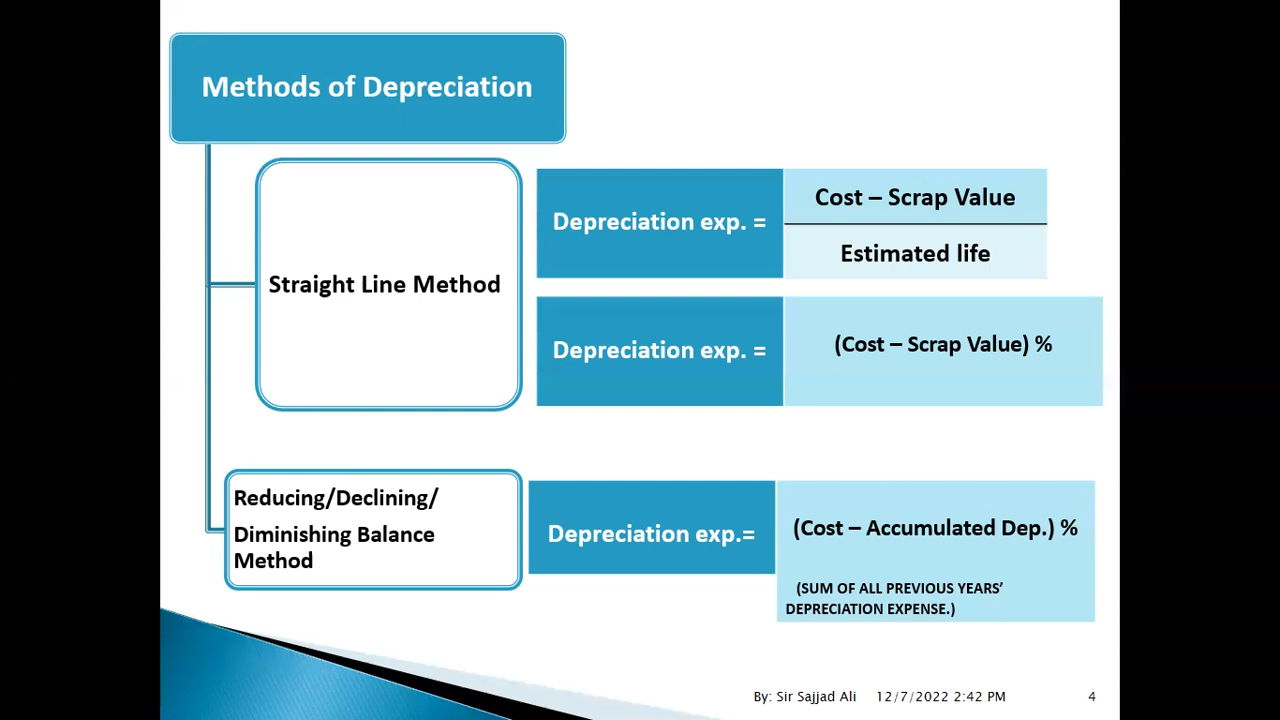 Methods of Depreciation
Straight Line Method
Depreciation exp. =
Cost – Scrap Value
Estimated life
Depreciation exp. =
(Cost – Scrap Value) %
Reducing/Declining/
Diminishing Balance
Method
Depreciation exp.=
(Cost – Accumulated Dep.) %
(SUM OF ALL PREVIOUS YEARS’
DEPRECIATION EXPENSE.)
By: Sir Sajjad Ali 12/7/2022 2:42 PM 4